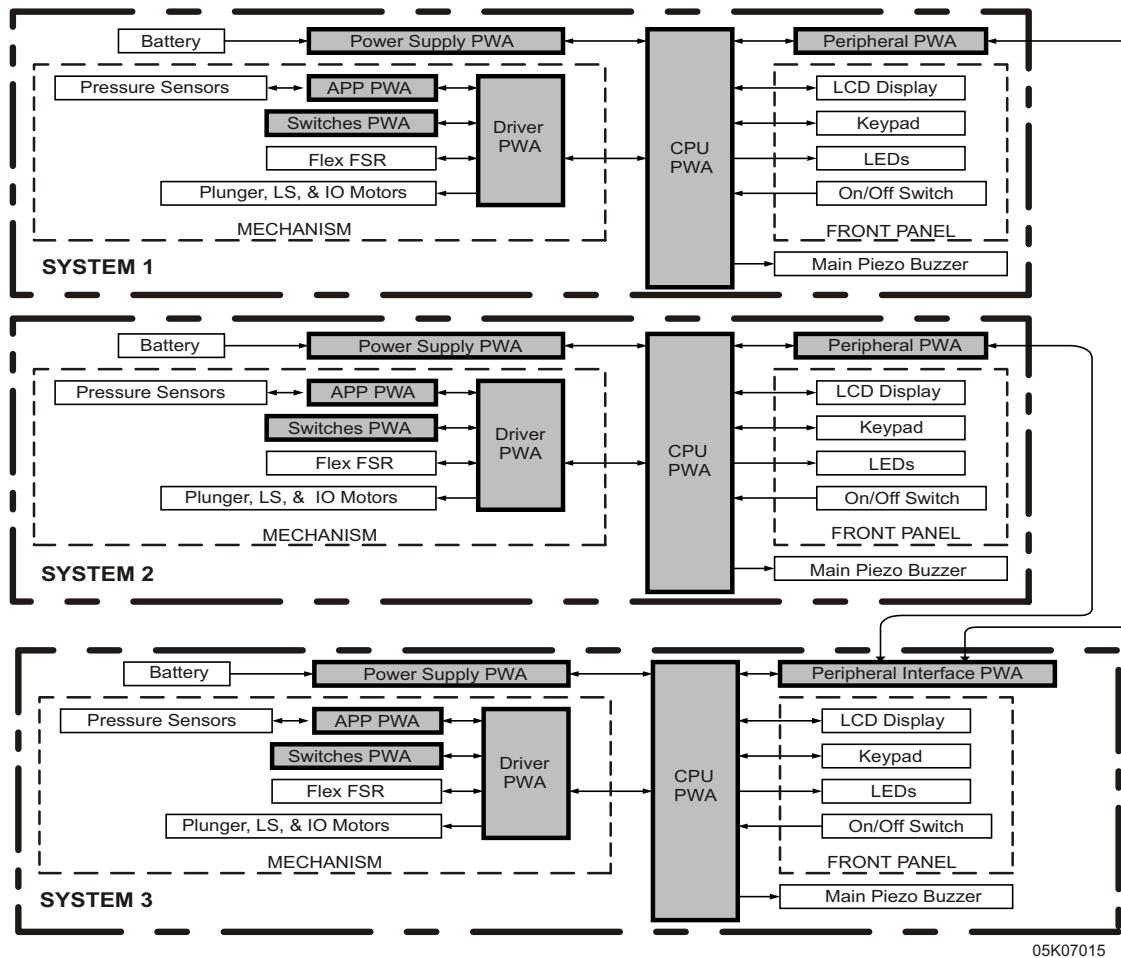 Battery
Power Supply PWA
Peripheral PWA
Pressure Sensors
APP PWA
Switches PWA
Flex FSR
Plunger, LS, & IO Motors
Driver
PWA
MECHANISM
CPU
PWA
LCD Display
Keypad
LEDs
On/Off Switch
FRONT PANEL
Main Piezo Buzzer
SYSTEM 1
Battery
Power Supply PWA
Peripheral PWA
Pressure Sensors
APP PWA
Switches PWA
Flex FSR
Plunger, LS, & IO Motors
Driver
PWA
MECHANISM
CPU
PWA
LCD Display
Keypad
LEDs
On/Off Switch
FRONT PANEL
Main Piezo Buzzer
SYSTEM 2
Battery
Power Supply PWA
Peripheral Interface PWA
Pressure Sensors
APP PWA
Switches PWA
Flex FSR
Plunger, LS, & IO Motors
Driver
PWA
MECHANISM
CPU
PWA
LCD Display
Keypad
LEDs
On/Off Switch
FRONT PANEL
Main Piezo Buzzer
SYSTEM 3
05K07015